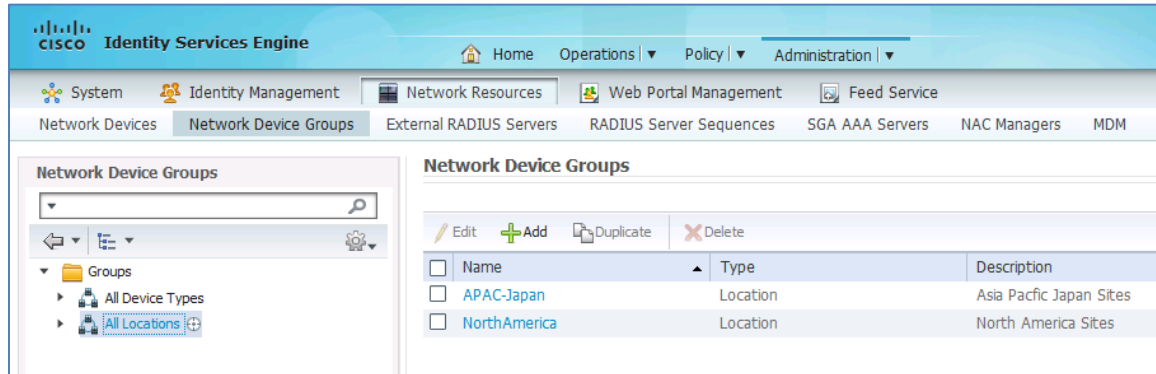 CISCO Identity Services Engine
Home Operations | ▼ Policy | ▼ Administration | ▼
System Identity Management Network Resources Web Portal Management Feed Service
Network Devices Network Device Groups External RADIUS Servers RADIUS Server Sequences SGA AAA Servers NAC Managers MDM
Network Device Groups
Groups
All Device Types
All Locations
Network Device Groups
Edit Add Duplicate Delete
Name Type Description
APAC-Japan Location Asia Pacfic Japan Sites
NorthAmerica Location North America Sites